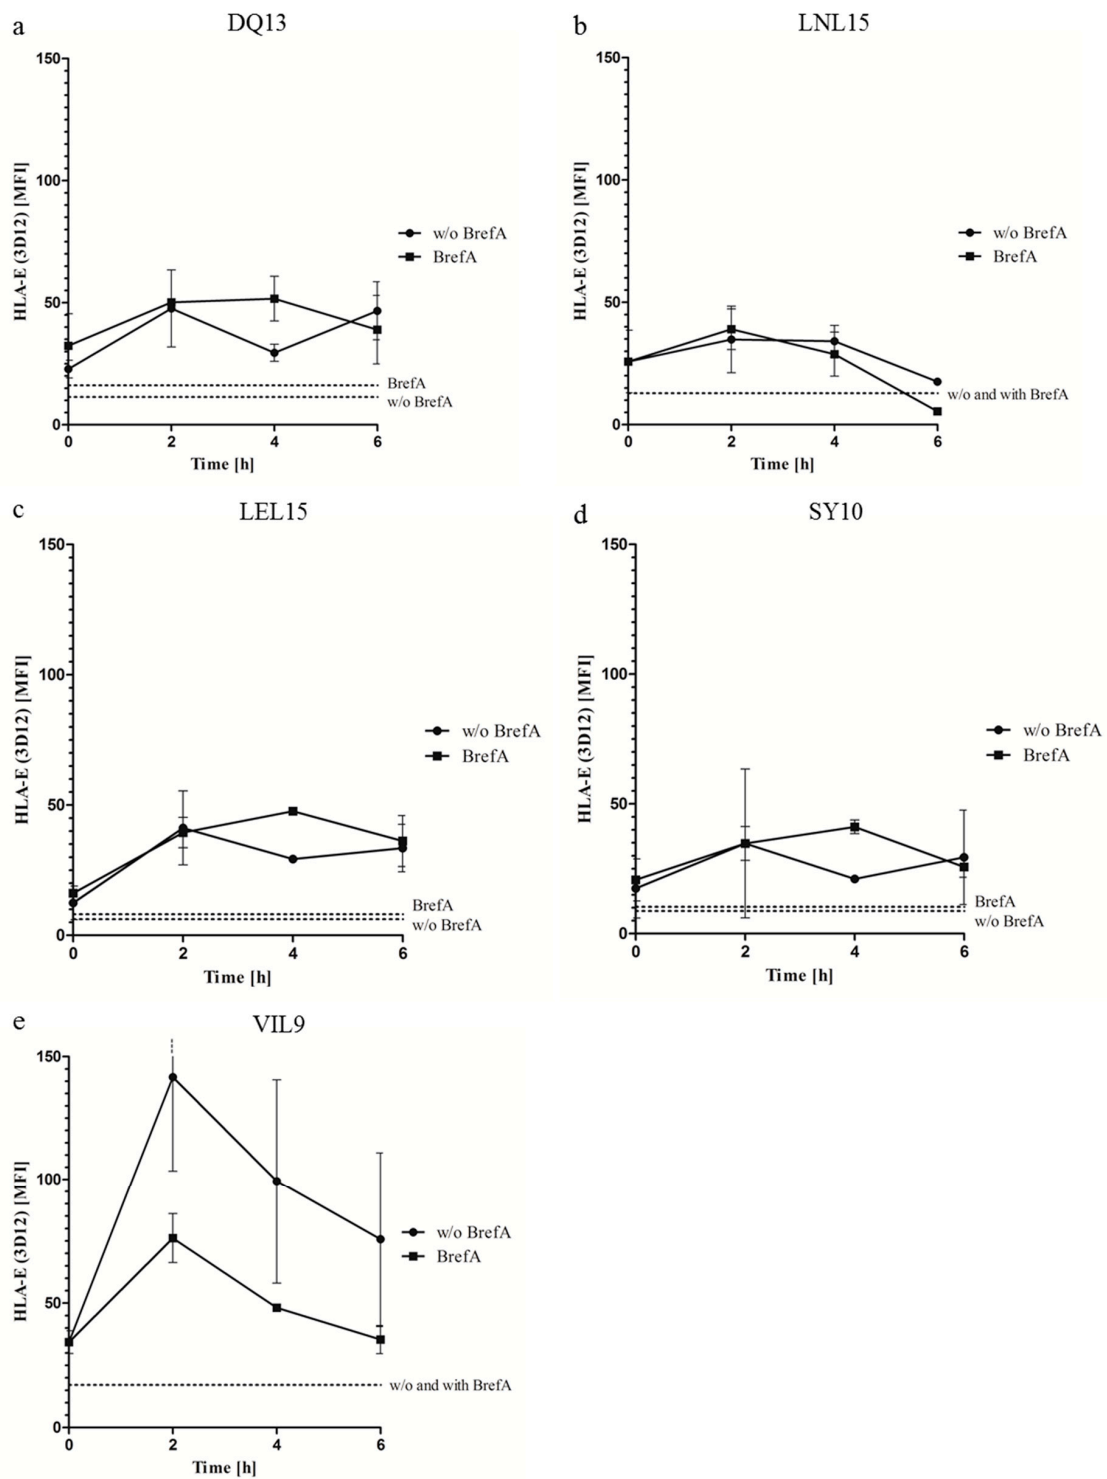 a
DQ13
150
100
50
0
0 2 4 6
HLA-E (3D12) [MFI]
Time [h]
w/o BrefA
BrefA
BrefA
w/o BrefA
b
LNL15
150
100
50
0
0 2 4 6
HLA-E (3D12) [MFI]
Time [h]
w/o BrefA
BrefA
w/o and with BrefA
c
LEL15
150
100
50
0
0 2 4 6
HLA-E (3D12) [MFI]
Time [h]
w/o BrefA
BrefA
BrefA
w/o BrefA
d
SY10
150
100
50
0
0 2 4 6
HLA-E (3D12) [MFI]
Time [h]
w/o BrefA
BrefA
BrefA
w/o BrefA
e
VIL9
150
100
50
0
0 2 4 6
HLA-E (3D12) [MFI]
Time [h]
w/o BrefA
BrefA
w/o and with BrefA